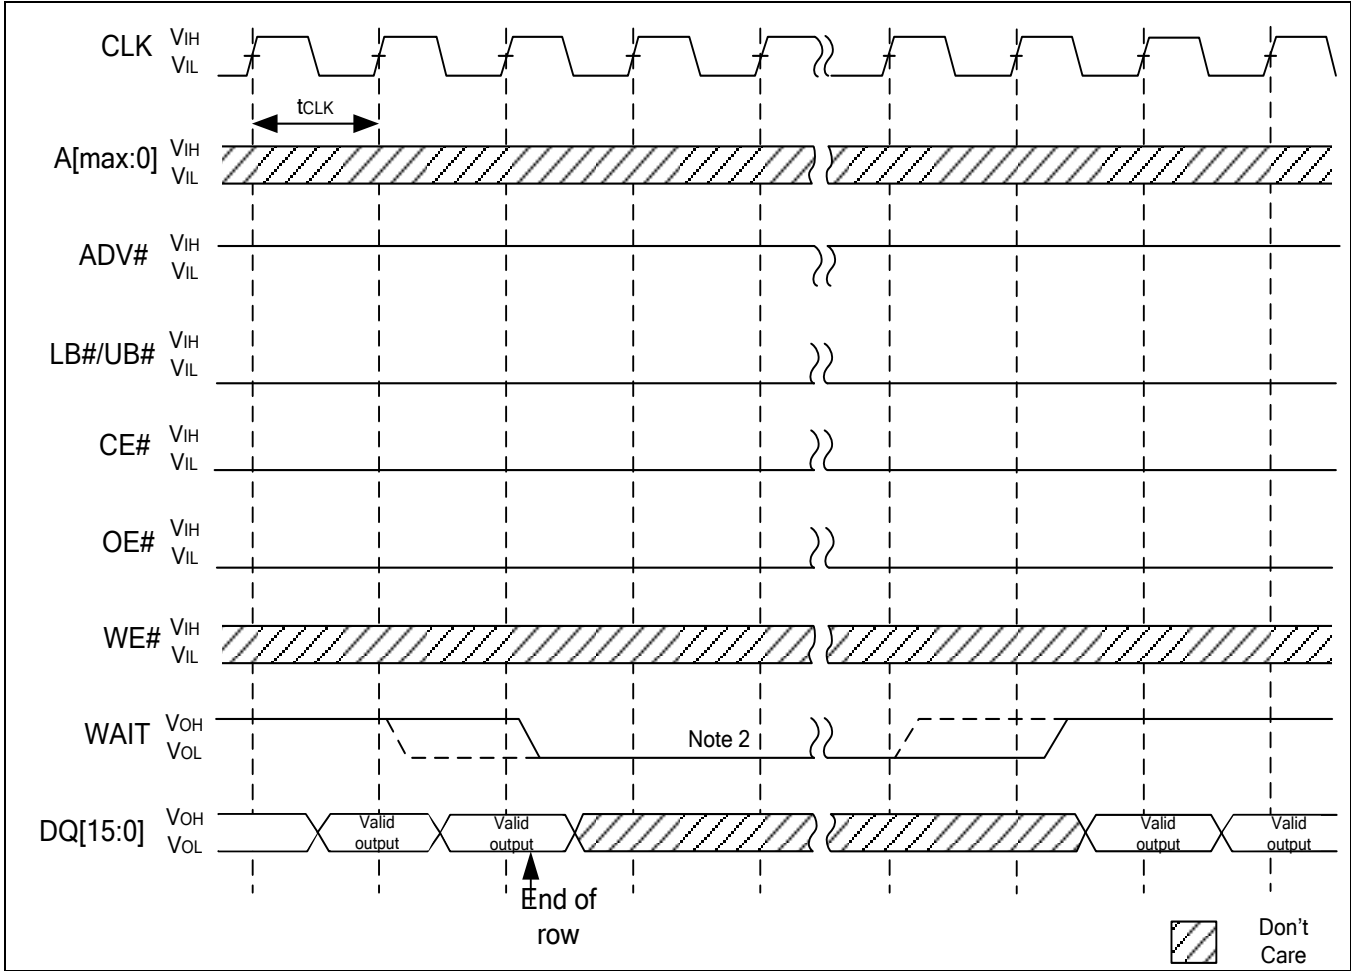 CLK VIH
VIL
tCLK
A[max:0] VIH
VIL
ADV# VIH
VIL
LB#/UB# VIH
VIL
CE# VIH
VIL
OE# VIH
VIL
WE# VIH
VIL
WAIT VOH
VOL
Note 2
DQ[15:0] VOH
VOL
Valid
output
Valid
output
Valid
output
Valid
output
End of
row
Don't
Care